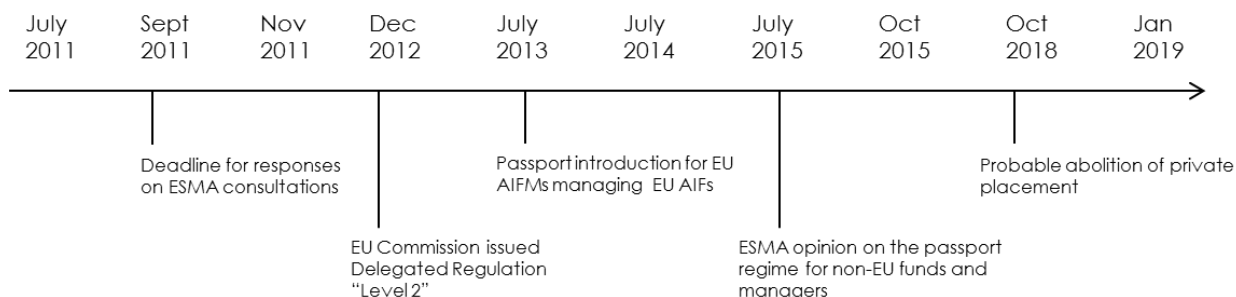 July 2011
Sept 2011
Nov 2011
Dec 2012
July 2013
July 2014
July 2015
Oct 2015
Oct 2018
Jan 2019
Deadline for responses
on ESMA consultations
EU Commission issued
Delegated Regulation
“Level 2”
Passport introduction for EU
AIFMs managing EU AIFs
ESMA opinion on the passport
regime for non-EU funds and
managers
Probable abolition of private
placement